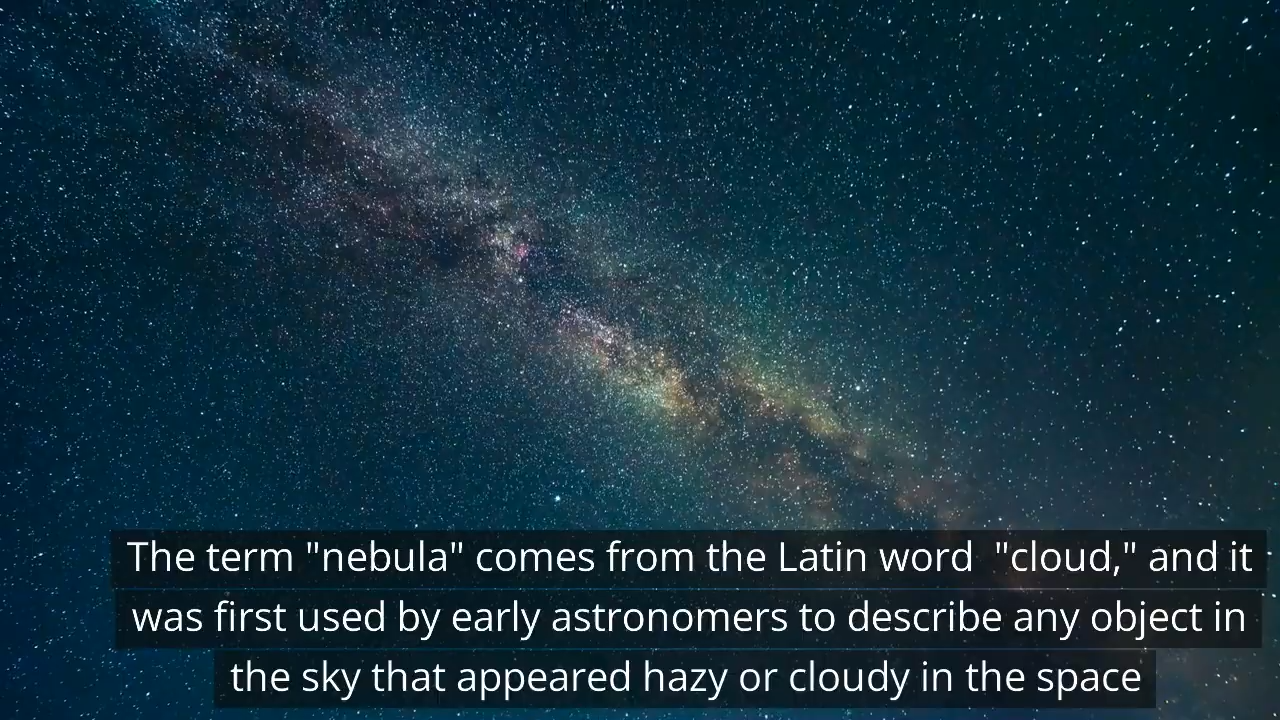 The term "nebula" comes from the Latin word  "cloud," and it
was first used by early astronomers to describe any object in
the sky that appeared hazy or cloudy in the space